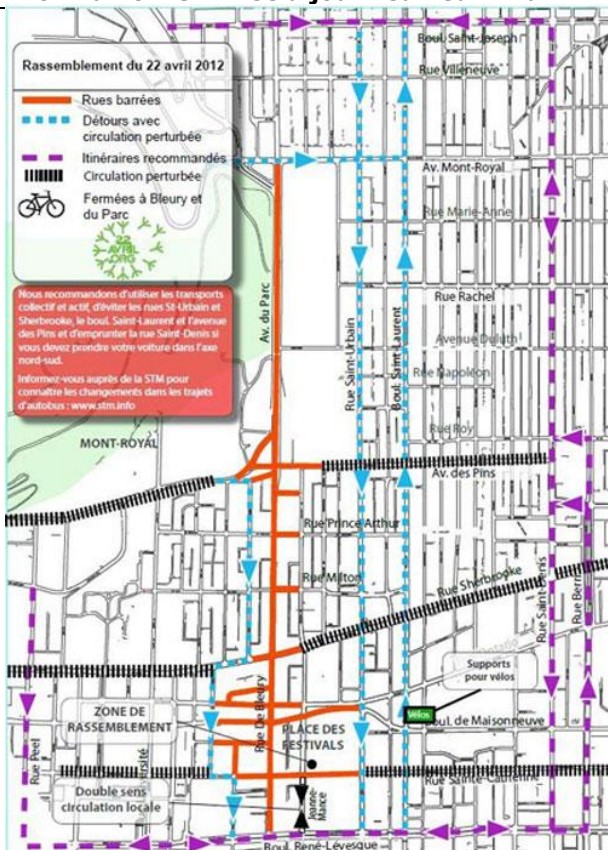 Rassemblement du 22 avril 2012
Rues barrées
Détours avec
circulation perturbée
Itinéraires recommandés
Circulation perturbée
Fermées à Bleury et
du Parc
22
AVRIL
.ORG
Nous recommandons d'utiliser les transports
collectif et actif, d'éviter les rues St-Urbain et
Sherbrooke, le boul. Saint-Laurent et l'avenue
des Pins et d'emprunter la rue Saint-Denis si
vous devez prendre votre voiture dans l'axe
nord-sud.
Informez-vous auprès de la STM pour
connaître les changements dans les trajets
d'autobus : www.stm.info
Boul. Saint-Joseph
Rue Villeneuve
Av. Mont-Royal
Rue Marie-Anne
Rue Rachel
Avenue Duluth
Rue Napoléon
Rue Roy
Av. du Parc
Rue Saint-Urbain
Boul. Saint-Laurent
MONT-ROYAL
Av. des Pins
Rue Prince Arthur
Rue Milton
Rue Sherbrooke
Rue Saint-Denis
Rue Berri
Ontario
Supports
pour vélos
Vélos
Boul. de Maisonneuve
ZONE DE
RASSEMBLEMENT
Rue De Bleury
PLACE DES
FESTIVALS
Rue Peel
Rue Sainte-Catherine
Double sens
circulation locale
Jeanne-
Mance
Boul. René-Lévesque